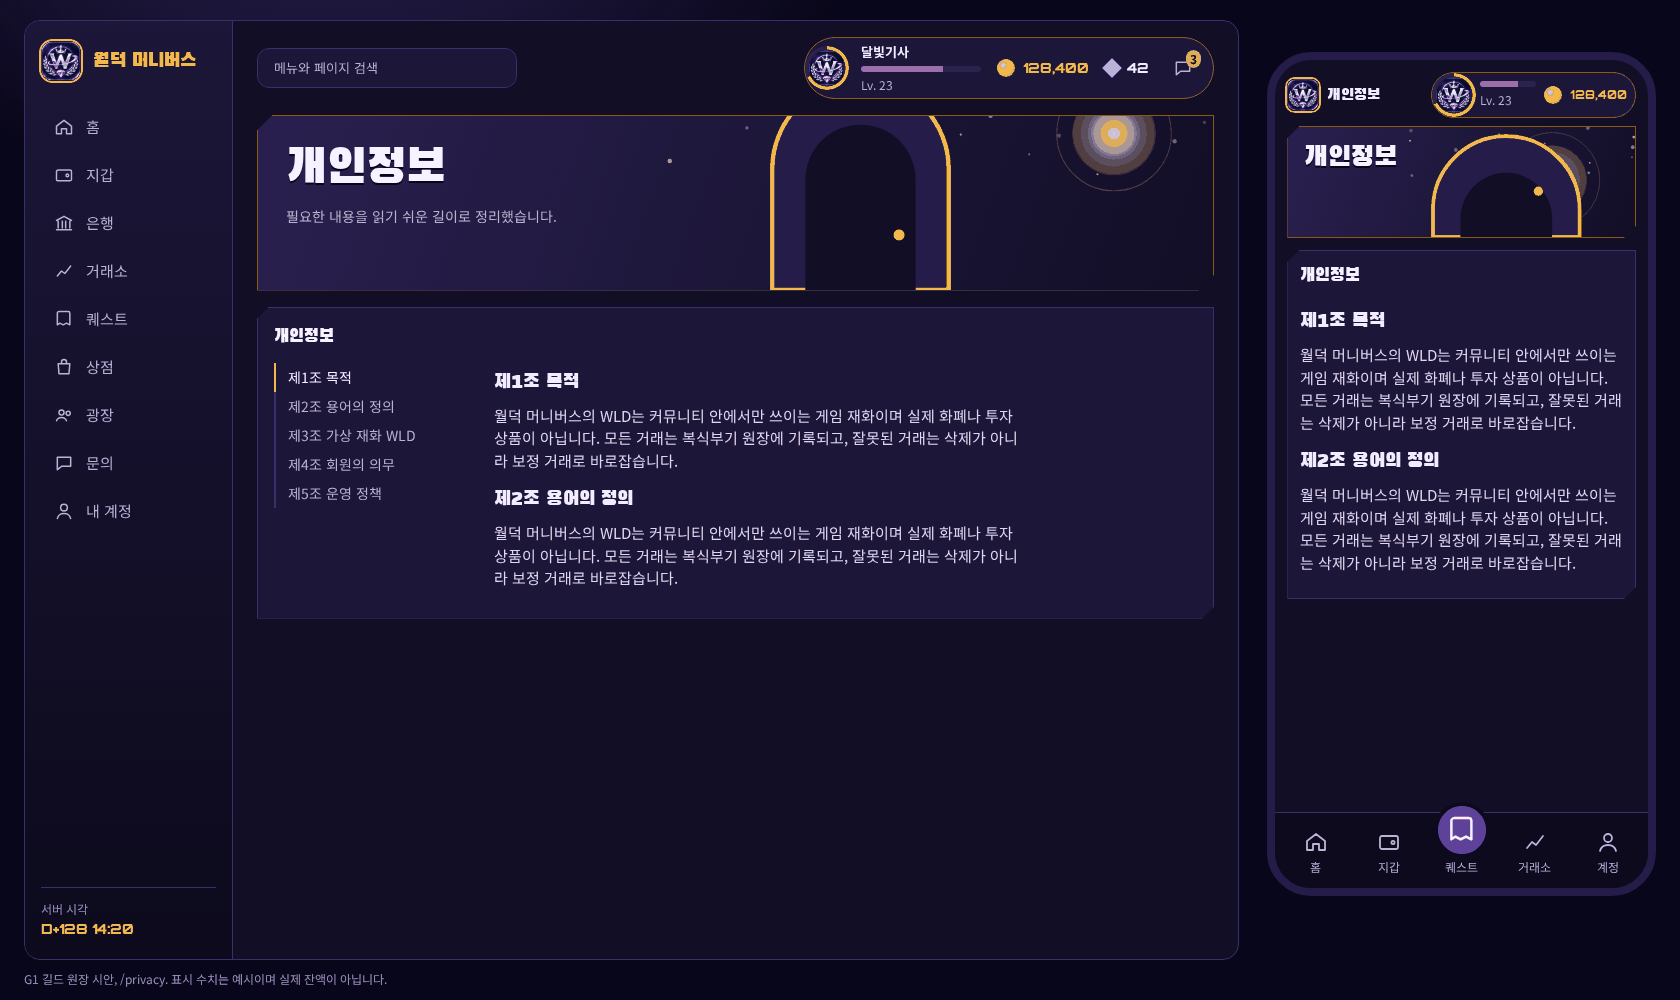 월덕 머니버스
홈
지갑
은행
거래소
퀘스트
상점
광장
문의
내 계정
서버 시각
D+128 14:20
메뉴와 페이지 검색
달빛기사
Lv. 23
128,400
42
3
개인정보
필요한 내용을 읽기 쉬운 길이로 정리했습니다.
개인정보
제1조 목적
제2조 용어의 정의
제3조 가상 재화 WLD
제4조 회원의 의무
제5조 운영 정책
제1조 목적
월덕 머니버스의 WLD는 커뮤니티 안에서만 쓰이는 게임 재화이며 실제 화폐나 투자
상품이 아닙니다. 모든 거래는 복식부기 원장에 기록되고, 잘못된 거래는 삭제가 아니
라 보정 거래로 바로잡습니다.
제2조 용어의 정의
월덕 머니버스의 WLD는 커뮤니티 안에서만 쓰이는 게임 재화이며 실제 화폐나 투자
상품이 아닙니다. 모든 거래는 복식부기 원장에 기록되고, 잘못된 거래는 삭제가 아니
라 보정 거래로 바로잡습니다.
G1 길드 원장 시안, /privacy. 표시 수치는 예시이며 실제 잔액이 아닙니다.
개인정보
Lv. 23
128,400
개인정보
개인정보
제1조 목적
월덕 머니버스의 WLD는 커뮤니티 안에서만 쓰이는
게임 재화이며 실제 화폐나 투자 상품이 아닙니다.
모든 거래는 복식부기 원장에 기록되고, 잘못된 거래
는 삭제가 아니라 보정 거래로 바로잡습니다.
제2조 용어의 정의
월덕 머니버스의 WLD는 커뮤니티 안에서만 쓰이는
게임 재화이며 실제 화폐나 투자 상품이 아닙니다.
모든 거래는 복식부기 원장에 기록되고, 잘못된 거래
는 삭제가 아니라 보정 거래로 바로잡습니다.
홈
지갑
퀘스트
거래소
계정